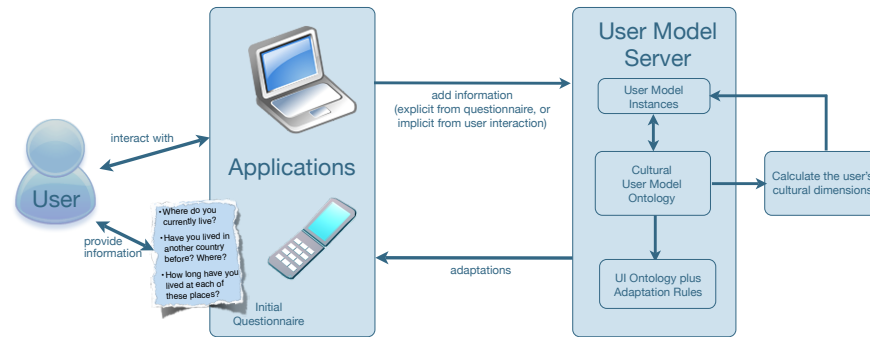 User
interact with
provide
information
Applications
•Where do you
currently live?
•Have you lived in
another country
before? Where?
•How long have you
lived at each of
these places?
Initial
Questionnaire
add information
(explicit from questionnaire, or
implicit from user interaction)
adaptations
User Model
Server
User Model
Instances
Cultural
User Model
Ontology
UI Ontology plus
Adaptation Rules
Calculate the user's
cultural dimensions